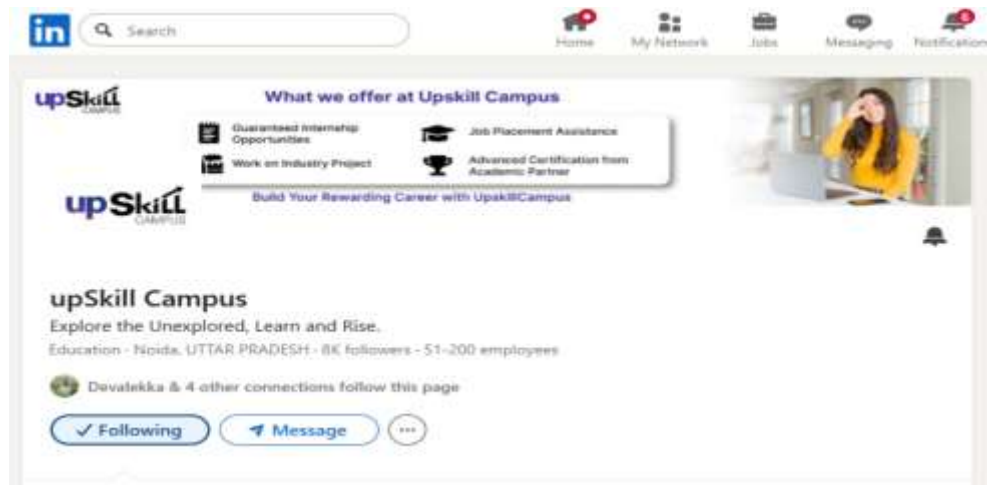 in
Search
Home
My Network
Jobs
Messaging
Notification
6
upSkill
CAMPUS
What we offer at Upskill Campus
Guaranteed Internship
Opportunities
Job Placement Assistance
Work on Industry Project
Advanced Certification from
Academic Partner
Build Your Rewarding Career with UpskillCampus
upSkill
CAMPUS
upSkill Campus
Explore the Unexplored, Learn and Rise.
Education - Noida, UTTAR PRADESH - 8K followers - 51-200 employees
Devalekka & 4 other connections follow this page
Following
Message